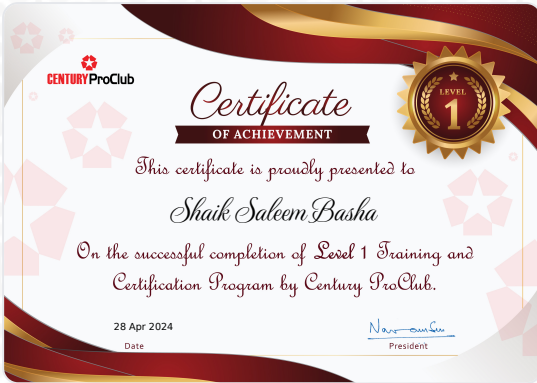 CENTURY ProClub
Certificate
OF ACHIEVEMENT
LEVEL
1
This certificate is proudly presented to
Shaik Saleem Basha
On the successful completion of Level 1 Training and
Certification Program by Century ProClub.
28 Apr 2024
Date
President